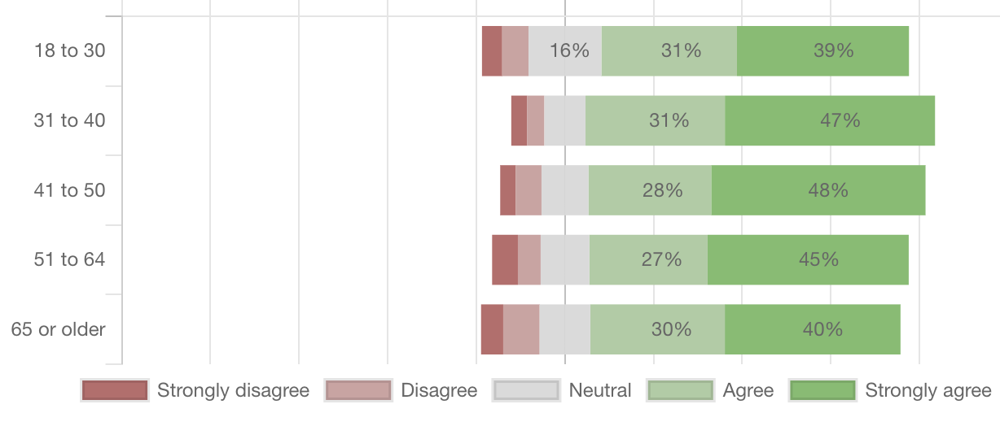 18 to 30 16% 31% 39%
31 to 40 31% 47%
41 to 50 28% 48%
51 to 64 27% 45%
65 or older 30% 40%
Strongly disagree Disagree Neutral Agree Strongly agree